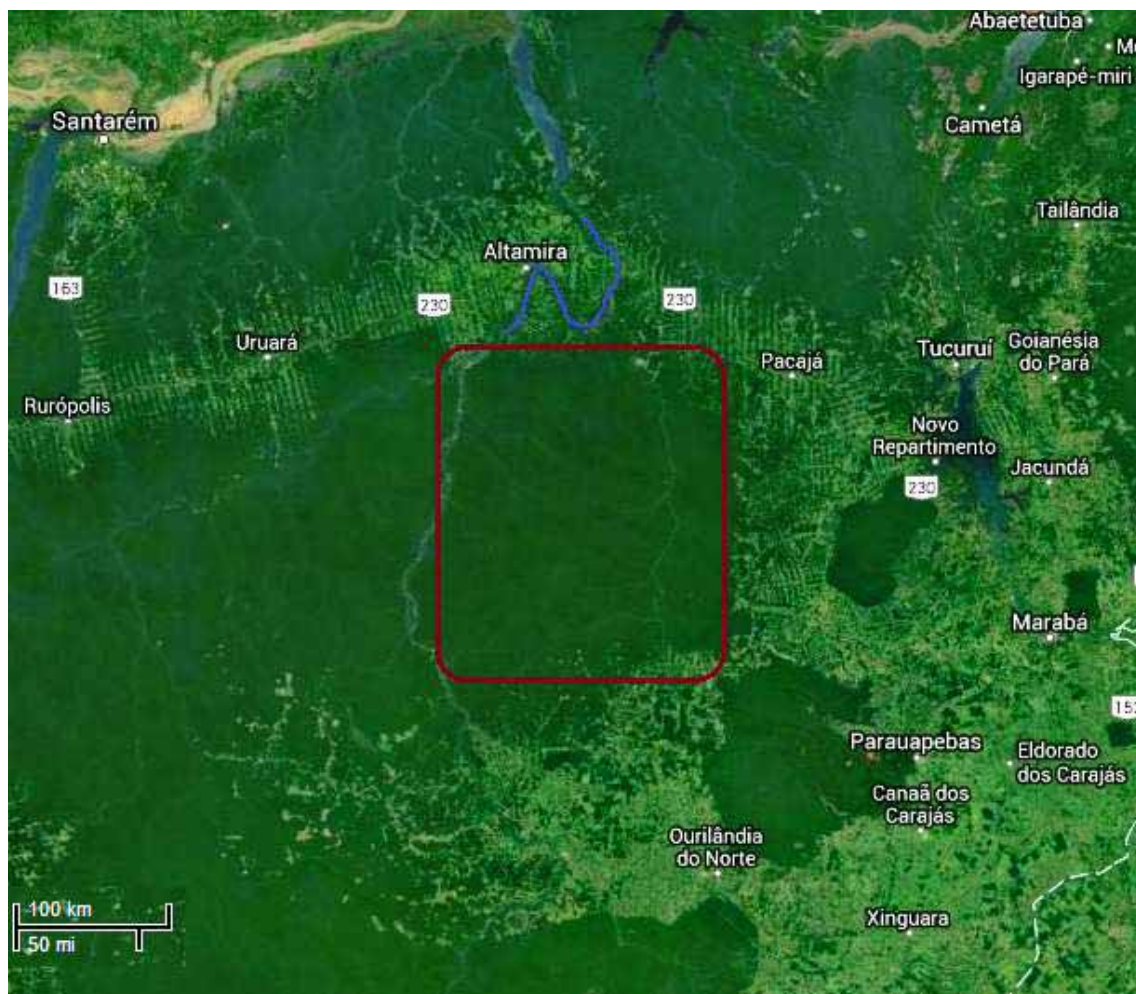 Abaetetuba
Igarapé-miri
Santarém
Cametá
Tailândia
Altamira
163
230
230
Uruará
Goianésia
do Pará
Tucuruí
Pacajá
Rurópolis
Novo
Repartimento
Jacundá
230
Marabá
Parauapebas
Eldorado
dos Carajás
Canaã dos
Carajás
Ourilândia
do Norte
100 km
Xinguara
50 mi